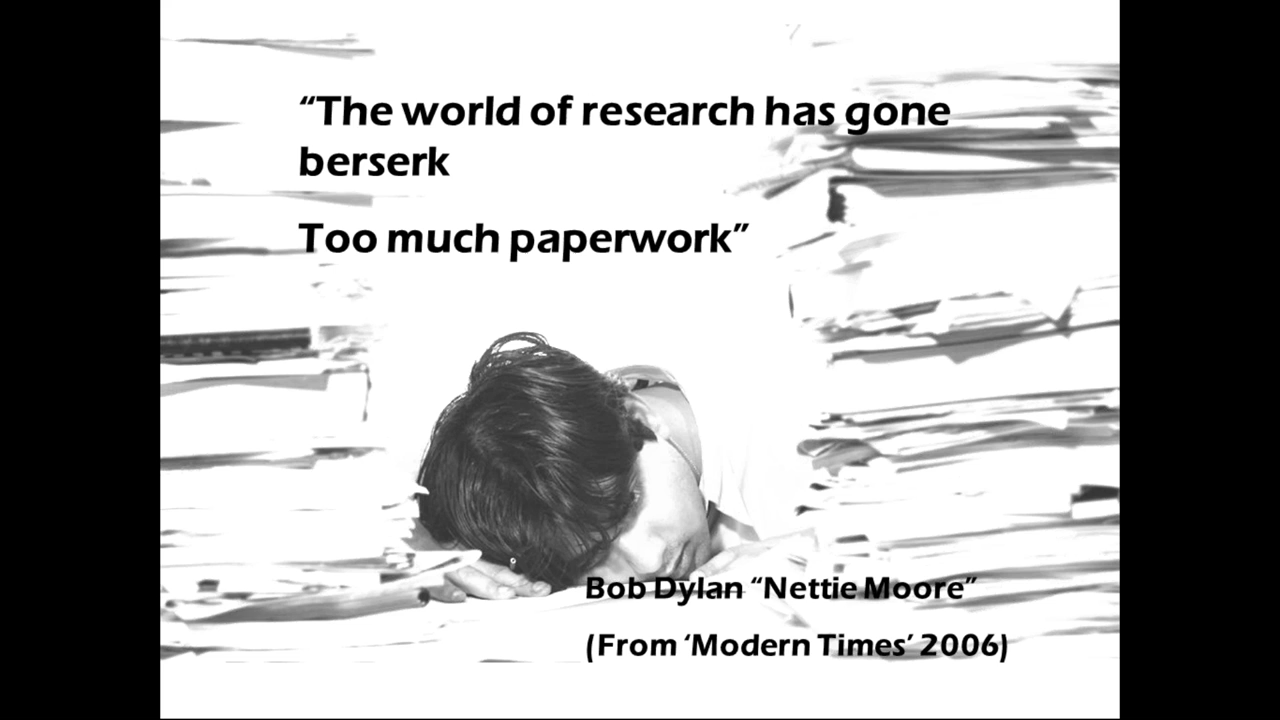 “The world of research has gone
berserk
Too much paperwork”
Bob Dylan “Nettie Moore”
(From ‘Modern Times’ 2006)